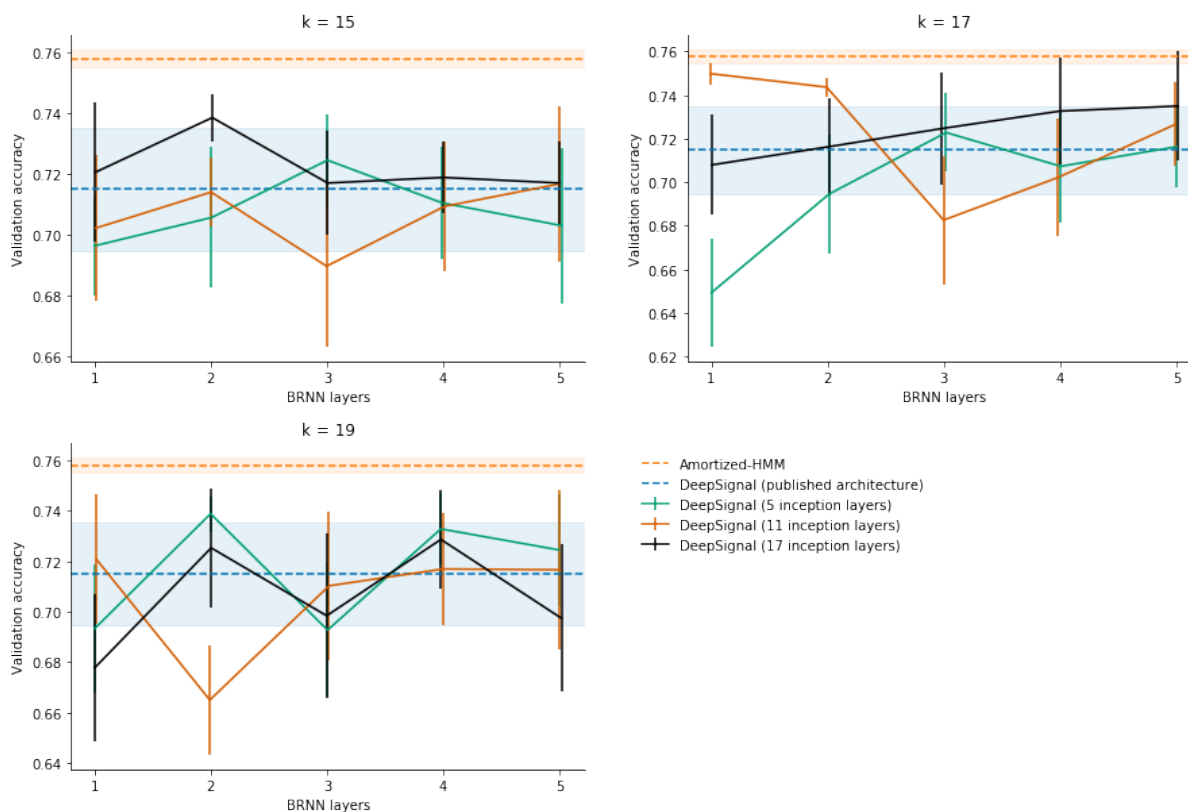 k = 15
0.76
0.74
0.72
0.70
0.68
0.66
Validation accuracy
1 2 3 4 5
BRNN layers
k = 17
0.76
0.74
0.72
0.70
0.68
0.66
0.64
0.62
Validation accuracy
1 2 3 4 5
BRNN layers
k = 19
0.76
0.74
0.72
0.70
0.68
0.66
0.64
Validation accuracy
1 2 3 4 5
BRNN layers
Amortized-HMM
DeepSignal (published architecture)
DeepSignal (5 inception layers)
DeepSignal (11 inception layers)
DeepSignal (17 inception layers)